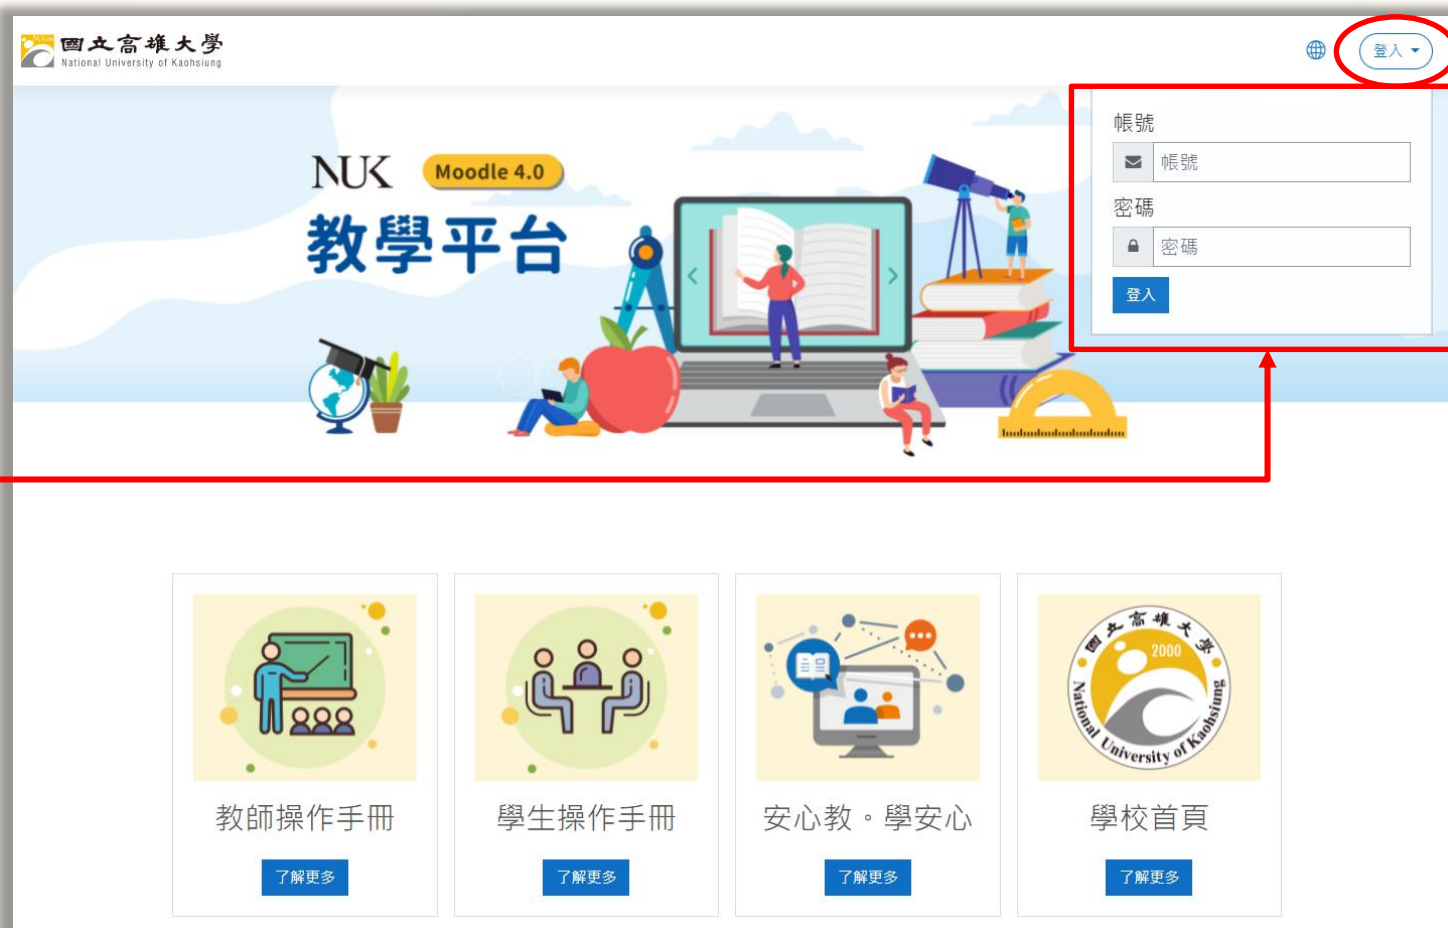 國立高雄大學
National University of Kaohsiung
登入
帳號
帳號
密碼
密碼
登入
NUK Moodle 4.0
教學平台
國立高雄大學
2000
National University of Kaohsiung
教師操作手冊
學生操作手冊
安心教。學安心
學校首頁
了解更多
了解更多
了解更多
了解更多